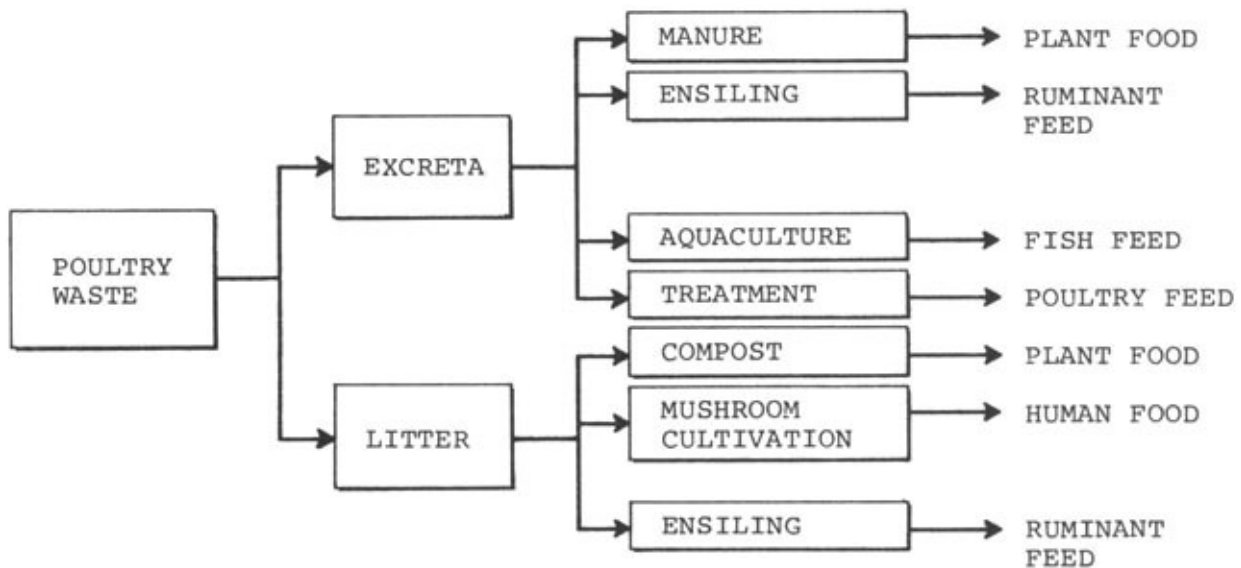 MANURE
PLANT FOOD
ENSILING
RUMINANT
FEED
EXCRETA
AQUACULTURE
FISH FEED
POULTRY
WASTE
TREATMENT
POULTRY FEED
COMPOST
PLANT FOOD
MUSHROOM
CULTIVATION
HUMAN FOOD
LITTER
ENSILING
RUMINANT
FEED